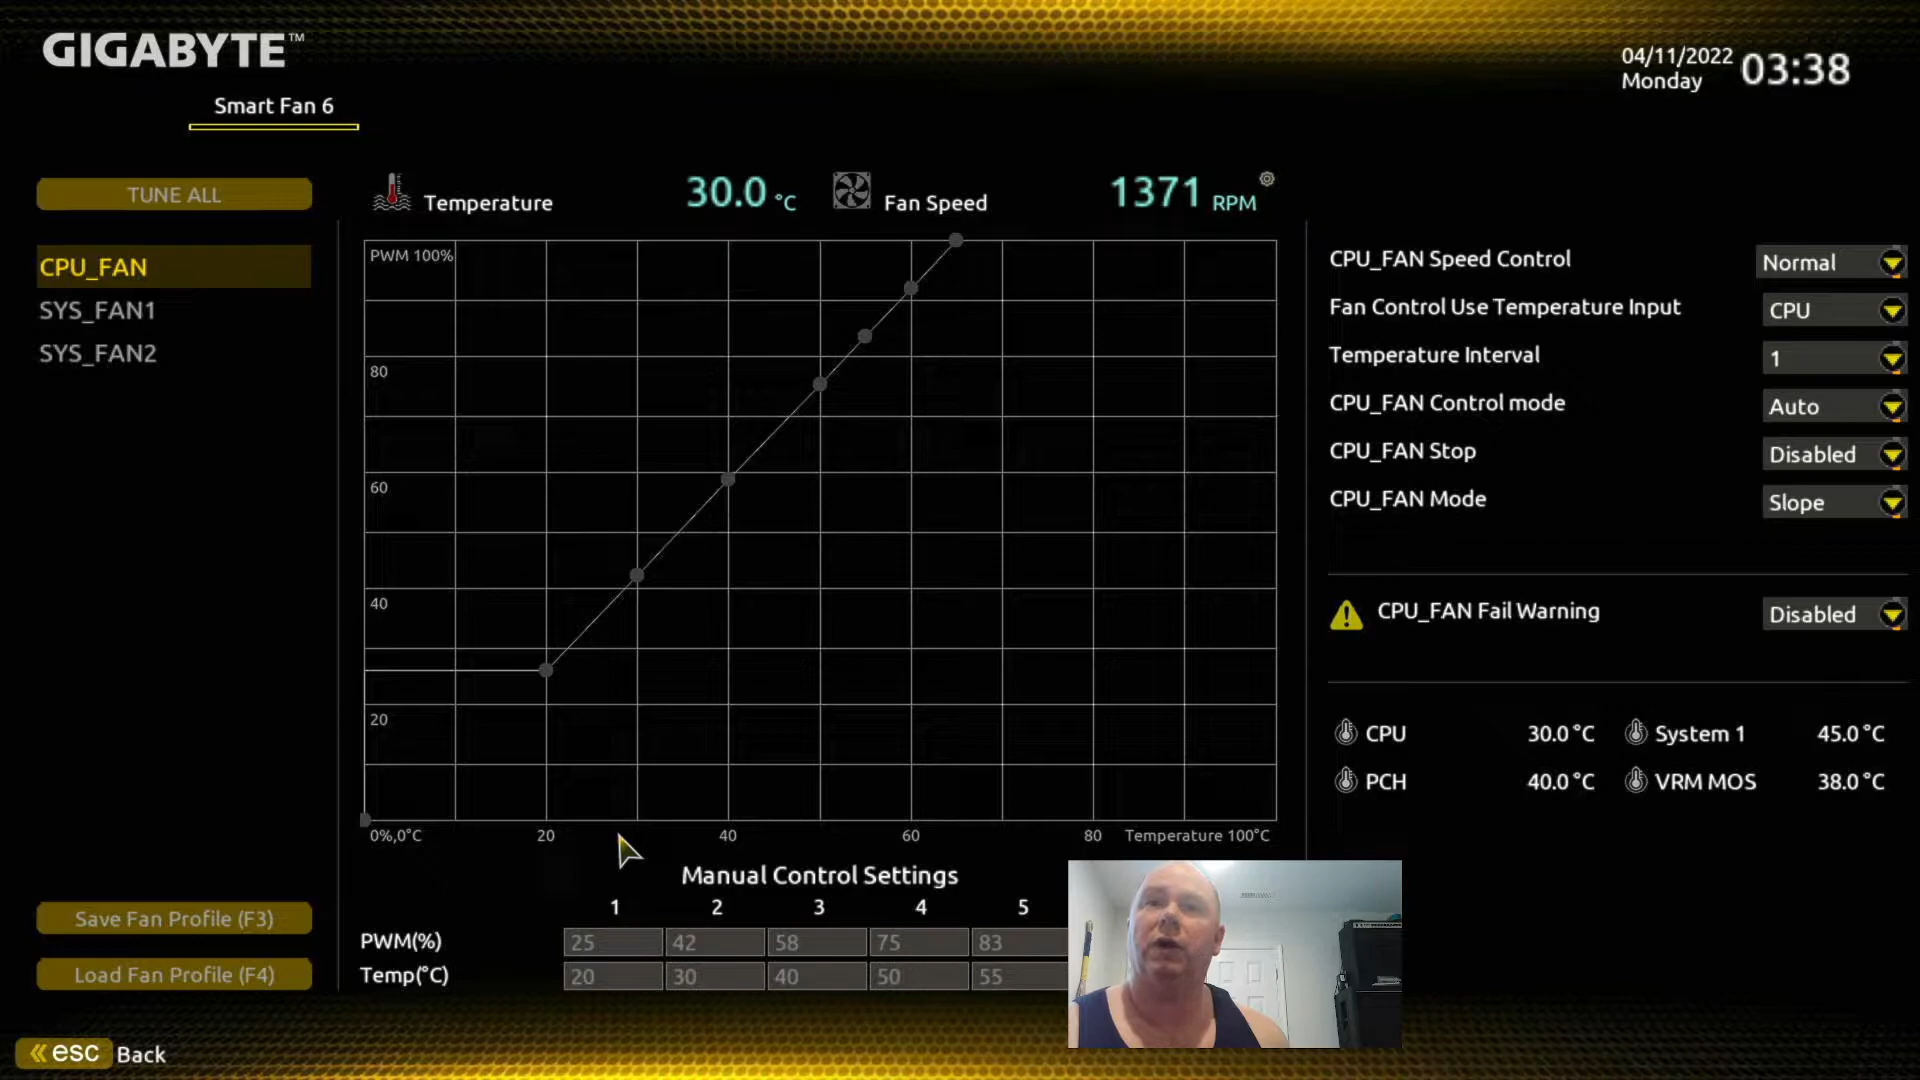 GIGABYTE™
04/11/2022
Monday
03:38
Smart Fan 6
TUNE ALL
CPU_FAN
SYS_FAN1
SYS_FAN2
Save Fan Profile (F3)
Load Fan Profile (F4)
Temperature 30.0 °C Fan Speed 1371 RPM
PWM 100%
80
60
40
20
0%,0°C 20 40 60 80 Temperature 100°C
Manual Control Settings
1 2 3 4 5
PWM(%) 25 42 58 75 83
Temp(°C) 20 30 40 50 55
CPU_FAN Speed Control Normal
Fan Control Use Temperature Input CPU
Temperature Interval 1
CPU_FAN Control mode Auto
CPU_FAN Stop Disabled
CPU_FAN Mode Slope
CPU_FAN Fail Warning Disabled
CPU 30.0 °C System 1 45.0 °C
PCH 40.0 °C VRM MOS 38.0 °C
esc Back